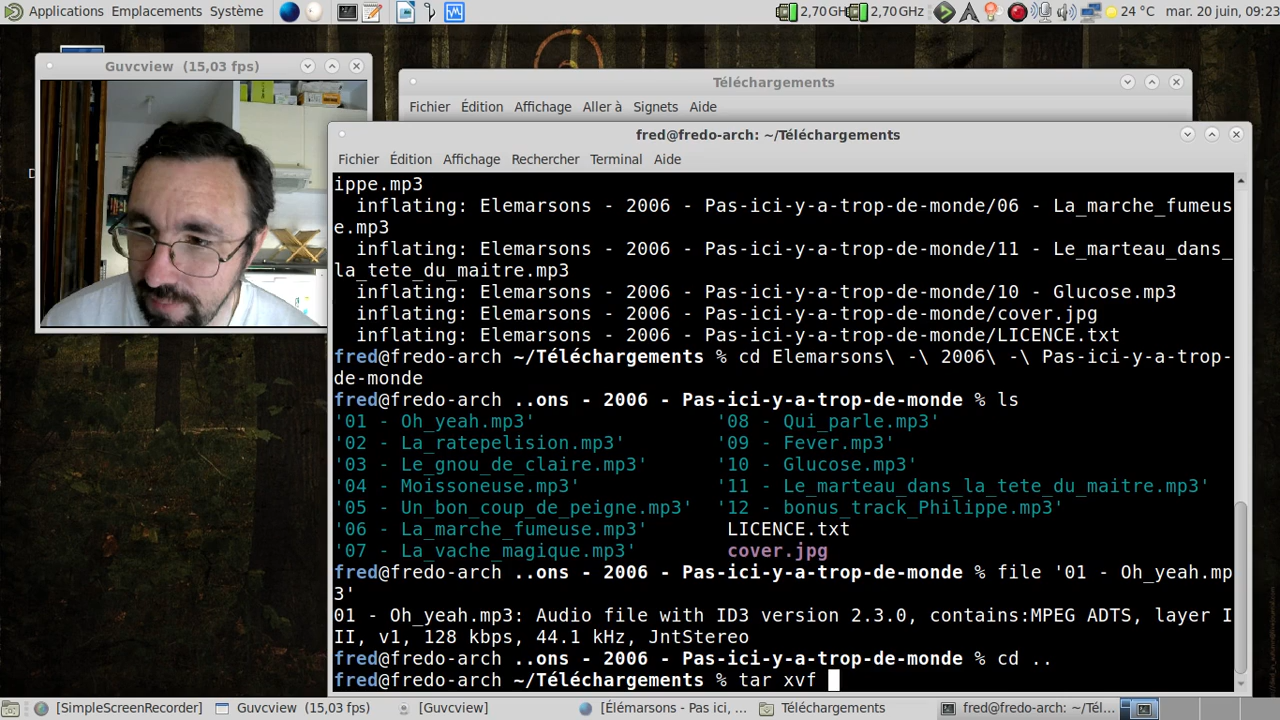 Applications Emplacements Système 2,70 GH 2,70 GHz 24 °C mar. 20 juin, 09:23
Guvcview (15,03 fps)
Téléchargements
Fichier Édition Affichage Aller à Signets Aide
fred@fredo-arch: ~/Téléchargements
Fichier Édition Affichage Rechercher Terminal Aide
ippe.mp3
inflating: Elemarsons - 2006 - Pas-ici-y-a-trop-de-monde/06 - La_marche_fumeus
e.mp3
inflating: Elemarsons - 2006 - Pas-ici-y-a-trop-de-monde/11 - Le_marteau_dans_
la_tete_du_maitre.mp3
inflating: Elemarsons - 2006 - Pas-ici-y-a-trop-de-monde/10 - Glucose.mp3
inflating: Elemarsons - 2006 - Pas-ici-y-a-trop-de-monde/cover.jpg
inflating: Elemarsons - 2006 - Pas-ici-y-a-trop-de-monde/LICENCE.txt
fred@fredo-arch ~/Téléchargements % cd Elemarsons\ -\ 2006\ -\ Pas-ici-y-a-trop-
de-monde
fred@fredo-arch ..ons - 2006 - Pas-ici-y-a-trop-de-monde % ls
'01 - Oh_yeah.mp3' '08 - Qui_parle.mp3'
'02 - La_ratepelision.mp3' '09 - Fever.mp3'
'03 - Le_gnou_de_claire.mp3' '10 - Glucose.mp3'
'04 - Moissoneuse.mp3' '11 - Le_marteau_dans_la_tete_du_maitre.mp3'
'05 - Un_bon_coup_de_peigne.mp3' '12 - bonus_track_Philippe.mp3'
'06 - La_marche_fumeuse.mp3' LICENCE.txt
'07 - La_vache_magique.mp3' cover.jpg
fred@fredo-arch ..ons - 2006 - Pas-ici-y-a-trop-de-monde % file '01 - Oh_yeah.mp
3'
01 - Oh_yeah.mp3: Audio file with ID3 version 2.3.0, contains:MPEG ADTS, layer I
II, v1, 128 kbps, 44.1 kHz, JntStereo
fred@fredo-arch ..ons - 2006 - Pas-ici-y-a-trop-de-monde % cd ..
fred@fredo-arch ~/Téléchargements % tar xvf
[SimpleScreenRecorder] Guvcview (15,03 fps) [Guvcview] [Élémarsons - Pas ici, ... Téléchargements fred@fredo-arch: ~/Tél...